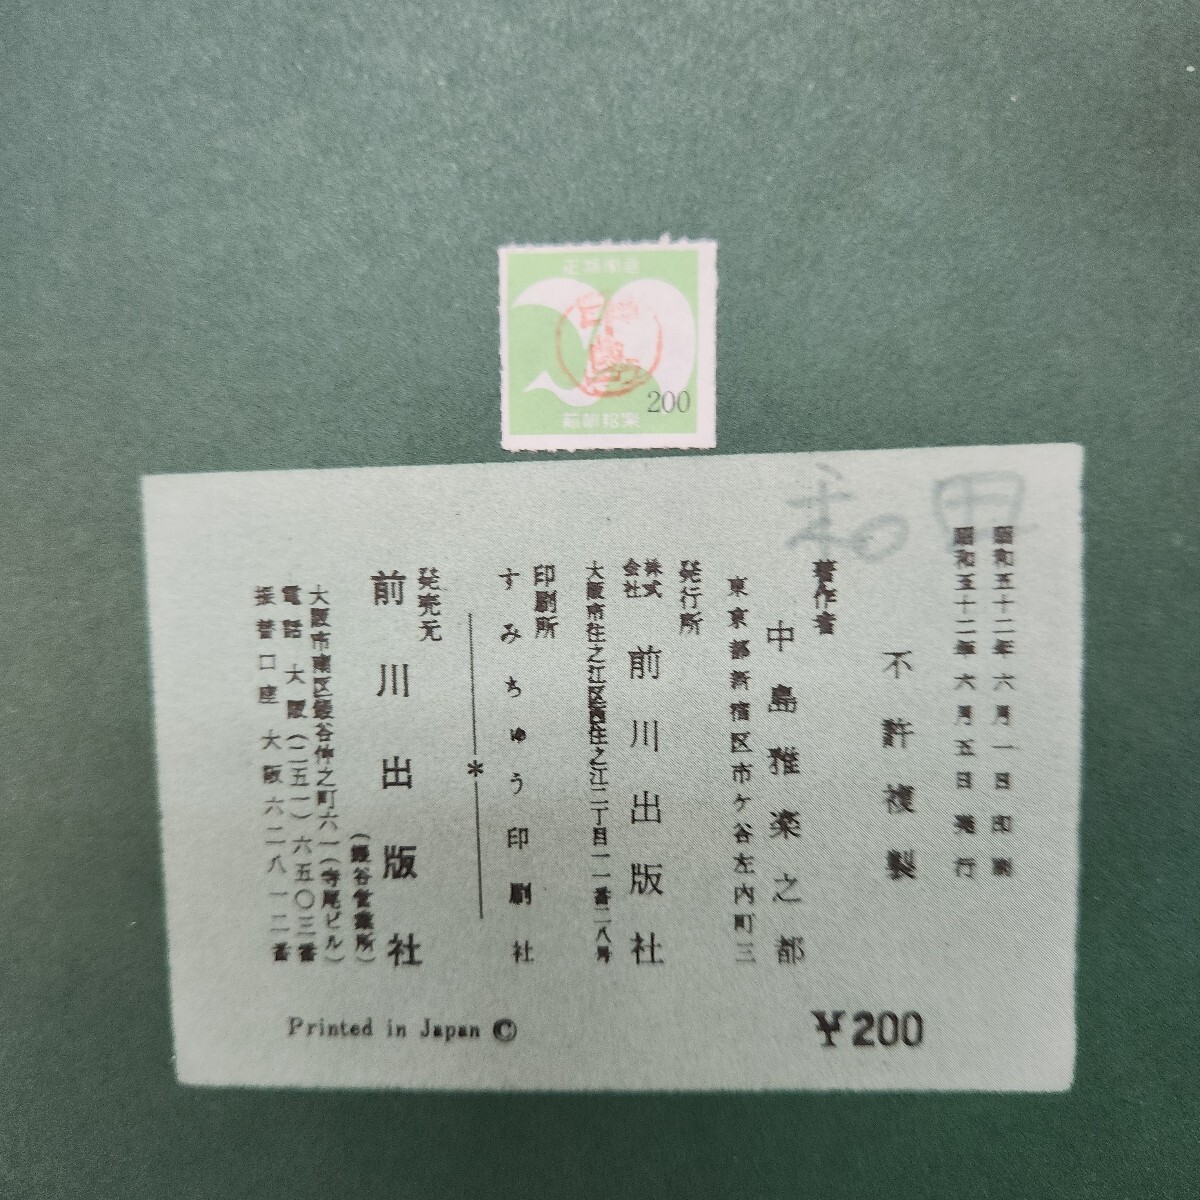 正派邦楽
200
和田
昭和五十二年六月一日印刷
昭和五十二年六月五日発行
不許複製
著作者
中島雅楽之都
東京都新宿区市ケ谷左内町三
発行所
株式会社 前川出版社
大阪市住之江区西住之江二丁目一一番二八号
印刷所
すみちゅう印刷社
*
発売元
前川出版社
(鰻谷営業所)
大阪市南区鰻谷仲之町六一(寺尾ビル)
電話 大阪(二五一)六五〇三番
振替口座 大阪六二八一二番
¥200
Printed in Japan ©